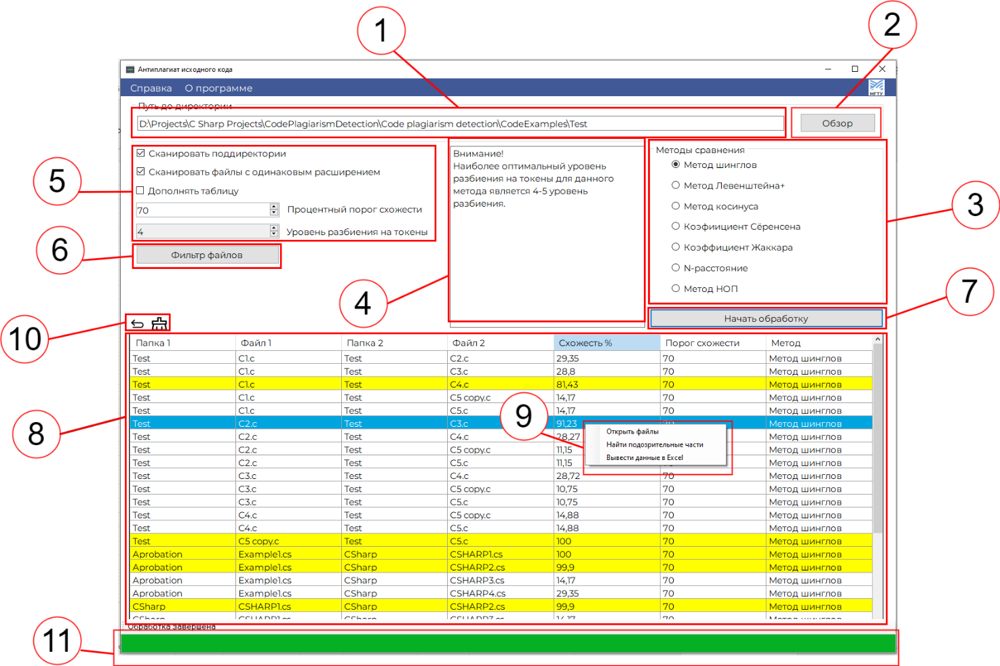 1
2
Антиплагиат исходного кода
Справка О программе
МГТУ
Путь до директории
D:\Projects\C Sharp Projects\CodePlagiarismDetection\Code plagiarism detection\CodeExamples\Test
Обзор
5
Сканировать поддиректории
Сканировать файлы с одинаковым расширением
Дополнять таблицу
70 Процентный порог схожести
4 Уровень разбиения на токены
6
Фильтр файлов
Внимание!
Наиболее оптимальный уровень
разбиения на токены для данного
метода является 4-5 уровень
разбиения.
4
Методы сравнения
Метод шинглов
Метод Левенштейна+
Метод косинуса
Коэфиициент Сёренсена
Коэффициент Жаккара
N-расстояние
Метод НОП
3
7
Начать обработку
10
Папка 1 Файл 1 Папка 2 Файл 2 Схожесть % Порог схожести Метод
Test C1.c Test C2.c 29,35 70 Метод шинглов
Test C1.c Test C3.c 28,8 70 Метод шинглов
Test C1.c Test C4.c 81,43 70 Метод шинглов
Test C1.c Test C5 copy.c 14,17 70 Метод шинглов
Test C1.c Test C5.c 14,17 70 Метод шинглов
Test C2.c Test C3.c 91,23 70 Метод шинглов
Test C2.c Test C4.c 28,27 Метод шинглов
Test C2.c Test C5 copy.c 11,15 Метод шинглов
Test C2.c Test C5.c 11,15 70 Метод шинглов
Test C3.c Test C4.c 28,72 70 Метод шинглов
Test C3.c Test C5 copy.c 10,75 70 Метод шинглов
Test C3.c Test C5.c 10,75 70 Метод шинглов
Test C4.c Test C5 copy.c 14,88 70 Метод шинглов
Test C4.c Test C5.c 14,88 70 Метод шинглов
Test C5 copy.c Test C5.c 100 70 Метод шинглов
Aprobation Example1.cs CSharp CSHARP1.cs 100 70 Метод шинглов
Aprobation Example1.cs CSharp CSHARP2.cs 99,9 70 Метод шинглов
Aprobation Example1.cs CSharp CSHARP3.cs 14,17 70 Метод шинглов
Aprobation Example1.cs CSharp CSHARP4.cs 29,35 70 Метод шинглов
CSharp CSHARP1.cs CSharp CSHARP2.cs 99,9 70 Метод шинглов
CSharp CSHARP1.cs CSharp CSHARP3.cs 14,17 70 Метод шинглов
8
9
Открыть файлы
Найти подозрительные части
Вывести данные в Excel
Обработка завершена
11